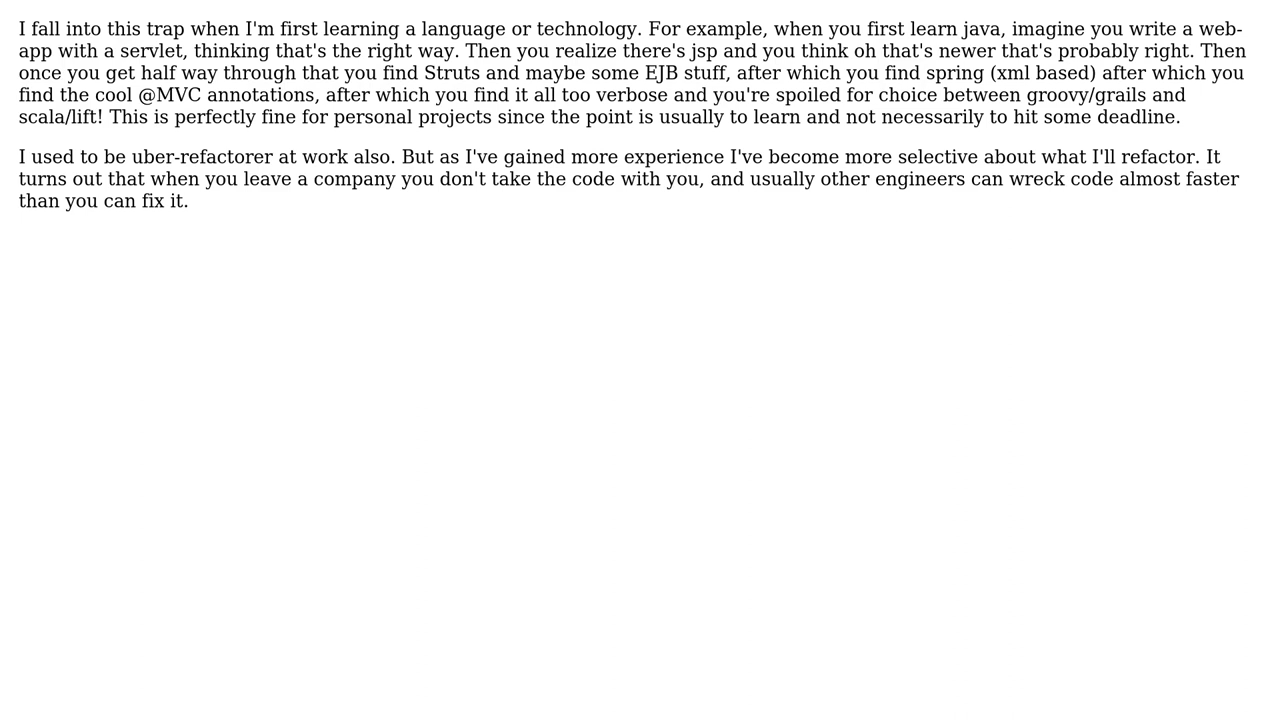 I fall into this trap when I'm first learning a language or technology. For example, when you first learn java, imagine you write a web-
app with a servlet, thinking that's the right way. Then you realize there's jsp and you think oh that's newer that's probably right. Then
once you get half way through that you find Struts and maybe some EJB stuff, after which you find spring (xml based) after which you
find the cool @MVC annotations, after which you find it all too verbose and you're spoiled for choice between groovy/grails and
scala/lift! This is perfectly fine for personal projects since the point is usually to learn and not necessarily to hit some deadline.
I used to be uber-refactorer at work also. But as I've gained more experience I've become more selective about what I'll refactor. It
turns out that when you leave a company you don't take the code with you, and usually other engineers can wreck code almost faster
than you can fix it.